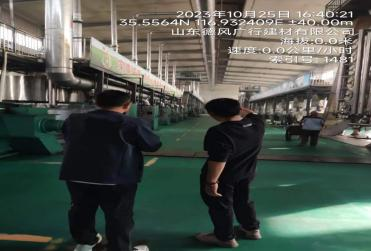 2023年10月25日 16:40:21
35.5564N 116.932409E ±40.00m
山东德风广行建材有限公司
海拔:0.0米
速度:0.0公里/小时
索引号: 1481